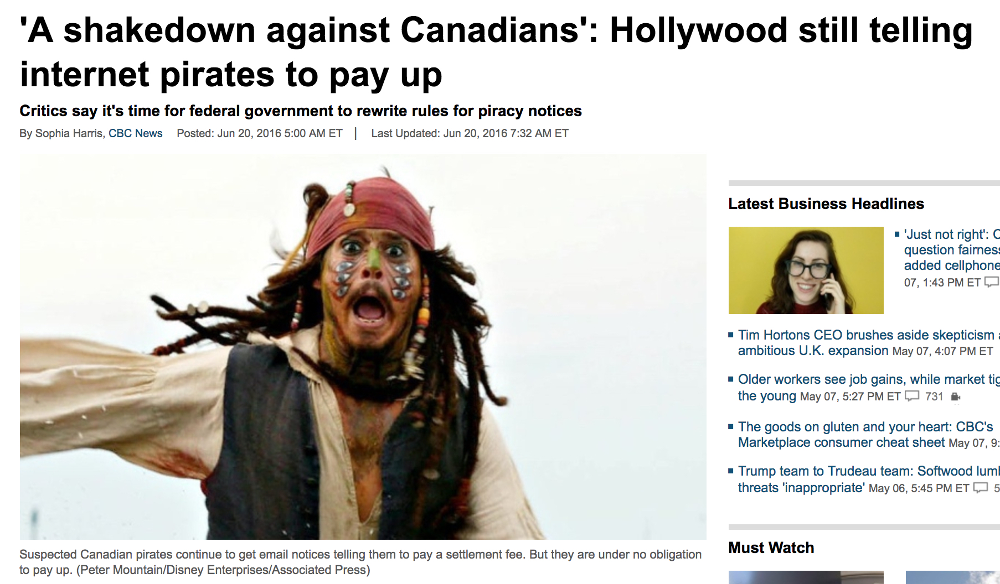 'A shakedown against Canadians': Hollywood still telling
internet pirates to pay up
Critics say it's time for federal government to rewrite rules for piracy notices
By Sophia Harris, CBC News Posted: Jun 20, 2016 5:00 AM ET | Last Updated: Jun 20, 2016 7:32 AM ET
Suspected Canadian pirates continue to get email notices telling them to pay a settlement fee. But they are under no obligation
to pay up. (Peter Mountain/Disney Enterprises/Associated Press)
Latest Business Headlines
'Just not right':
question fairness
added cellphone
07, 1:43 PM ET
Tim Hortons CEO brushes aside skepticism
ambitious U.K. expansion May 07, 4:07 PM ET
Older workers see job gains, while market
the young May 07, 5:27 PM ET 731
The goods on gluten and your heart: CBC's
Marketplace consumer cheat sheet May 07, 9:
Trump team to Trudeau team: Softwood
threats 'inappropriate' May 06, 5:45 PM ET 5
Must Watch